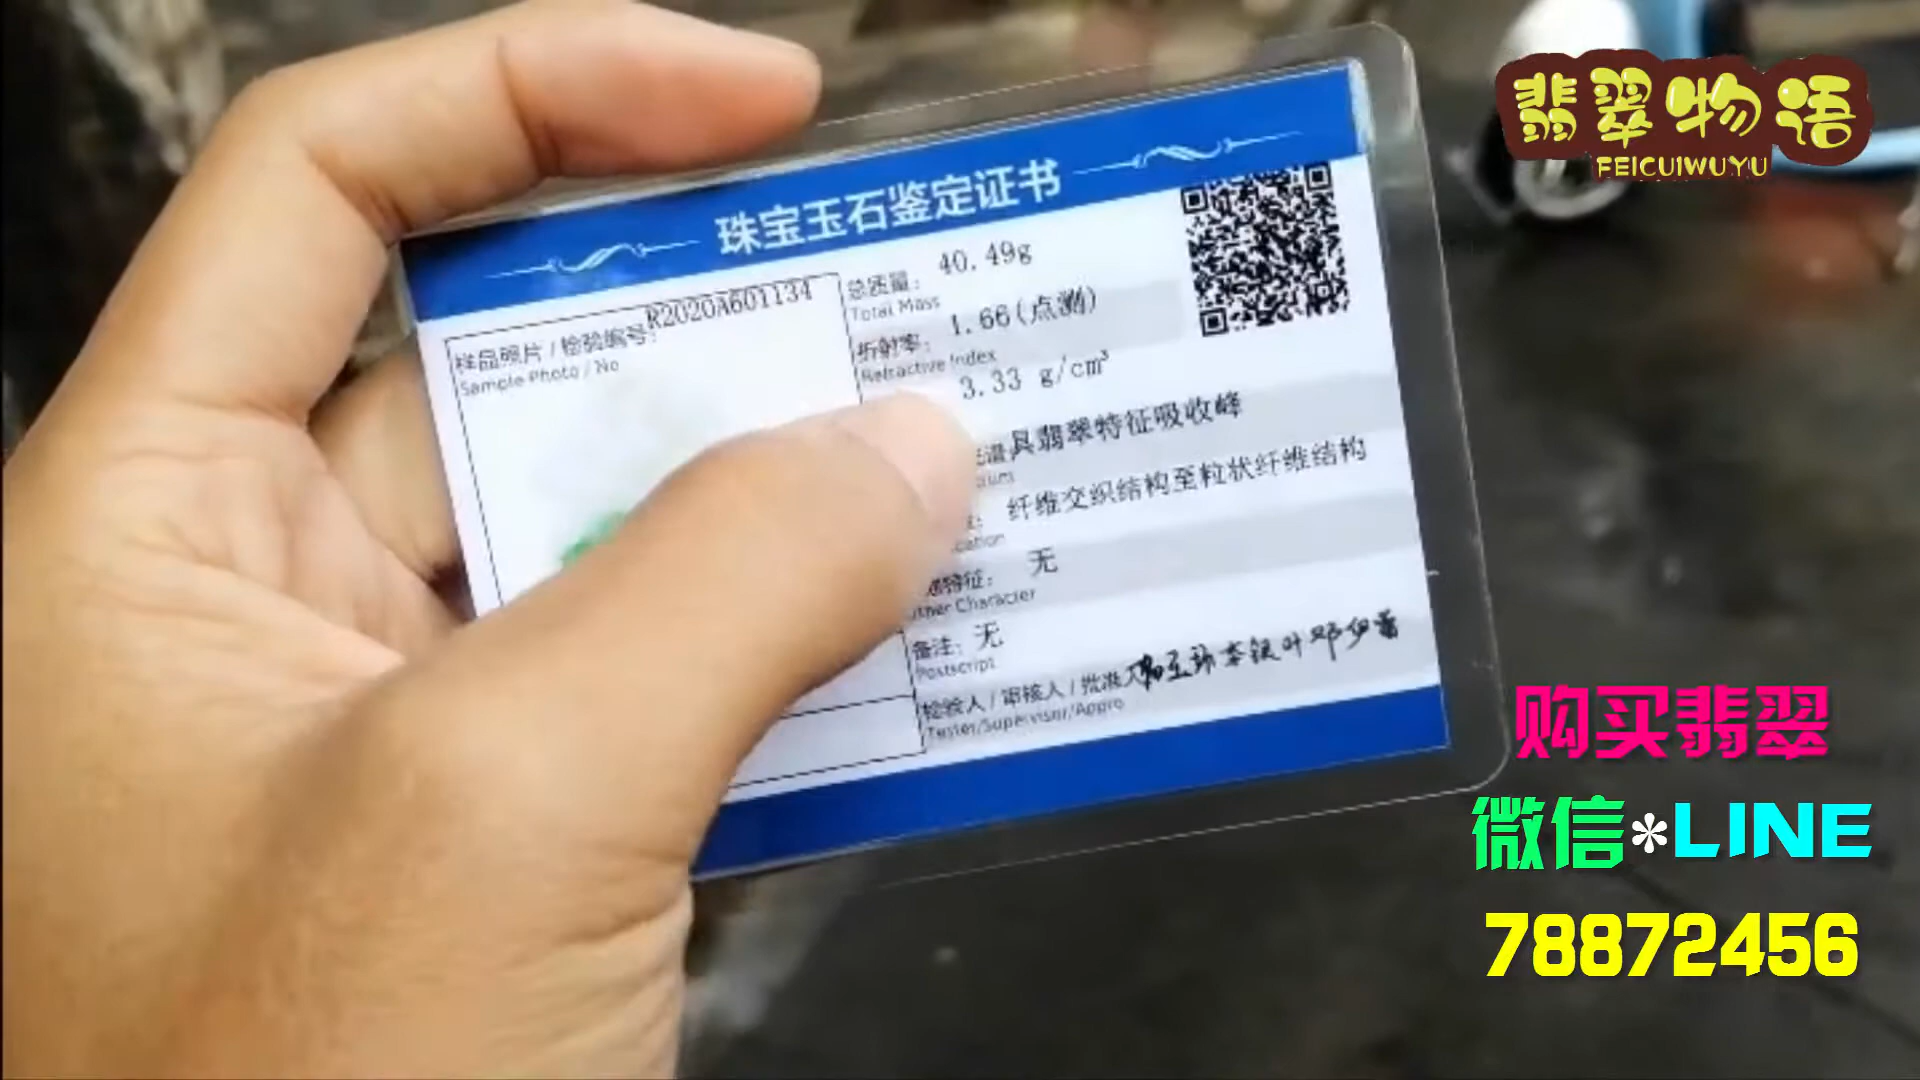 翡翠物语
FEICUIWUYU
珠宝玉石鉴定证书
样品照片/检验编号: R2020A601134
Sample Photo / No
总质量: 40.49g
Total Mass
折射率: 1.66(点测)
Refractive Index
3.33 g/cm³
具翡翠特征吸收峰
纤维交织结构至粒状纤维结构
特征: 无
Other Character
备注: 无
Postscript
检验人/审核人/批准人
Tester/Supervisor/Appro
购买翡翠
微信*LINE
78872456